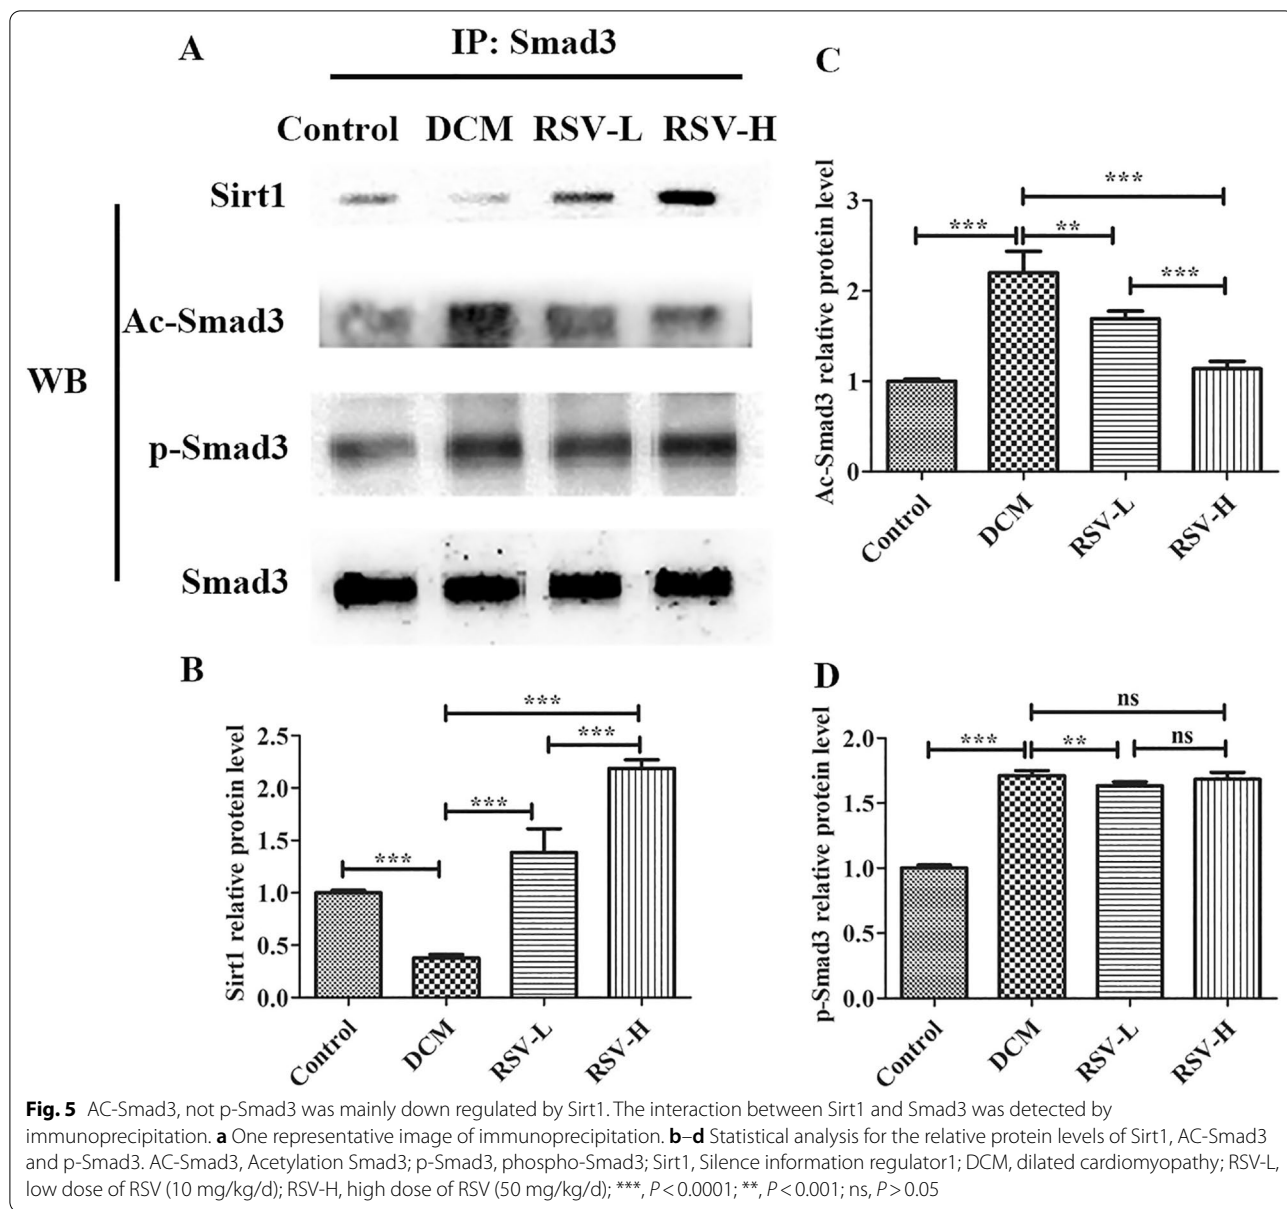 A
IP: Smad3
Control DCM RSV-L RSV-H
Sirt1
Ac-Smad3
WB
p-Smad3
Smad3
B
Sirt1 relative protein level
2.5
2.0
1.5
1.0
0.5
0.0
***
***
***
***
Control
DCM
RSV-L
RSV-H
C
Ac-Smad3 relative protein level
3
2
1
0
***
*** **
***
Control
DCM
RSV-L
RSV-H
D
p-Smad3 relative protein level
2.0
1.5
1.0
0.5
0.0
ns
*** ** ns
Control
DCM
RSV-L
RSV-H
Fig. 5 AC-Smad3, not p-Smad3 was mainly down regulated by Sirt1. The interaction between Sirt1 and Smad3 was detected by
immunoprecipitation. a One representative image of immunoprecipitation. b–d Statistical analysis for the relative protein levels of Sirt1, AC-Smad3
and p-Smad3. AC-Smad3, Acetylation Smad3; p-Smad3, phospho-Smad3; Sirt1, Silence information regulator1; DCM, dilated cardiomyopathy; RSV-L,
low dose of RSV (10 mg/kg/d); RSV-H, high dose of RSV (50 mg/kg/d); ***, P < 0.0001; **, P < 0.001; ns, P > 0.05